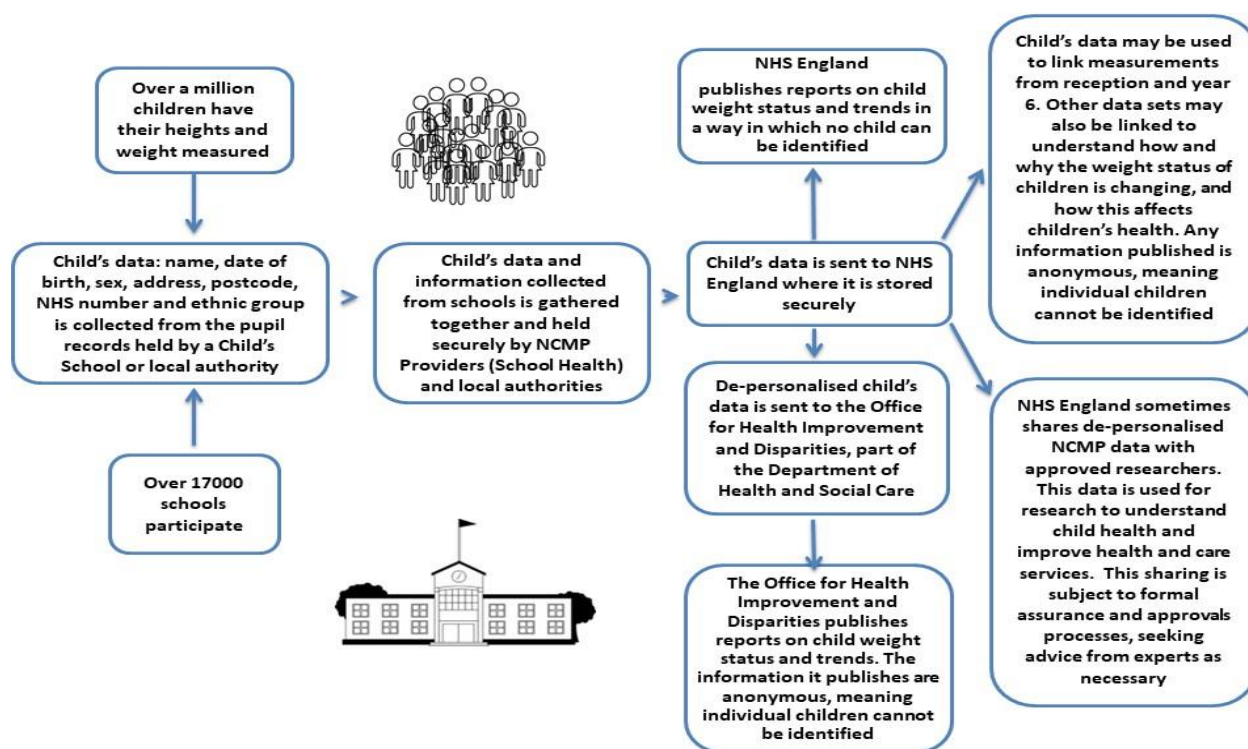 Over a million
children have
their heights and
weight measured
Child's data: name, date of
birth, sex, address, postcode,
NHS number and ethnic group
is collected from the pupil
records held by a Child's
School or local authority
Over 17000
schools
participate
Child's data and
information collected
from schools is gathered
together and held
securely by NCMP
Providers (School Health)
and local authorities
NHS England
publishes reports on child
weight status and trends in
a way in which no child can
be identified
Child's data is sent to NHS
England where it is stored
securely
De-personalised child's
data is sent to the Office
for Health Improvement
and Disparities, part of
the Department of
Health and Social Care
The Office for Health
Improvement and
Disparities publishes
reports on child weight
status and trends. The
information it publishes are
anonymous, meaning
individual children cannot
be identified
Child's data may be used
to link measurements
from reception and year
6. Other data sets may
also be linked to
understand how and
why the weight status of
children is changing, and
how this affects
children's health. Any
information published is
anonymous, meaning
individual children
cannot be identified
NHS England sometimes
shares de-personalised
NCMP data with
approved researchers.
This data is used for
research to understand
child health and
improve health and care
services. This sharing is
subject to formal
assurance and approvals
processes, seeking
advice from experts as
necessary